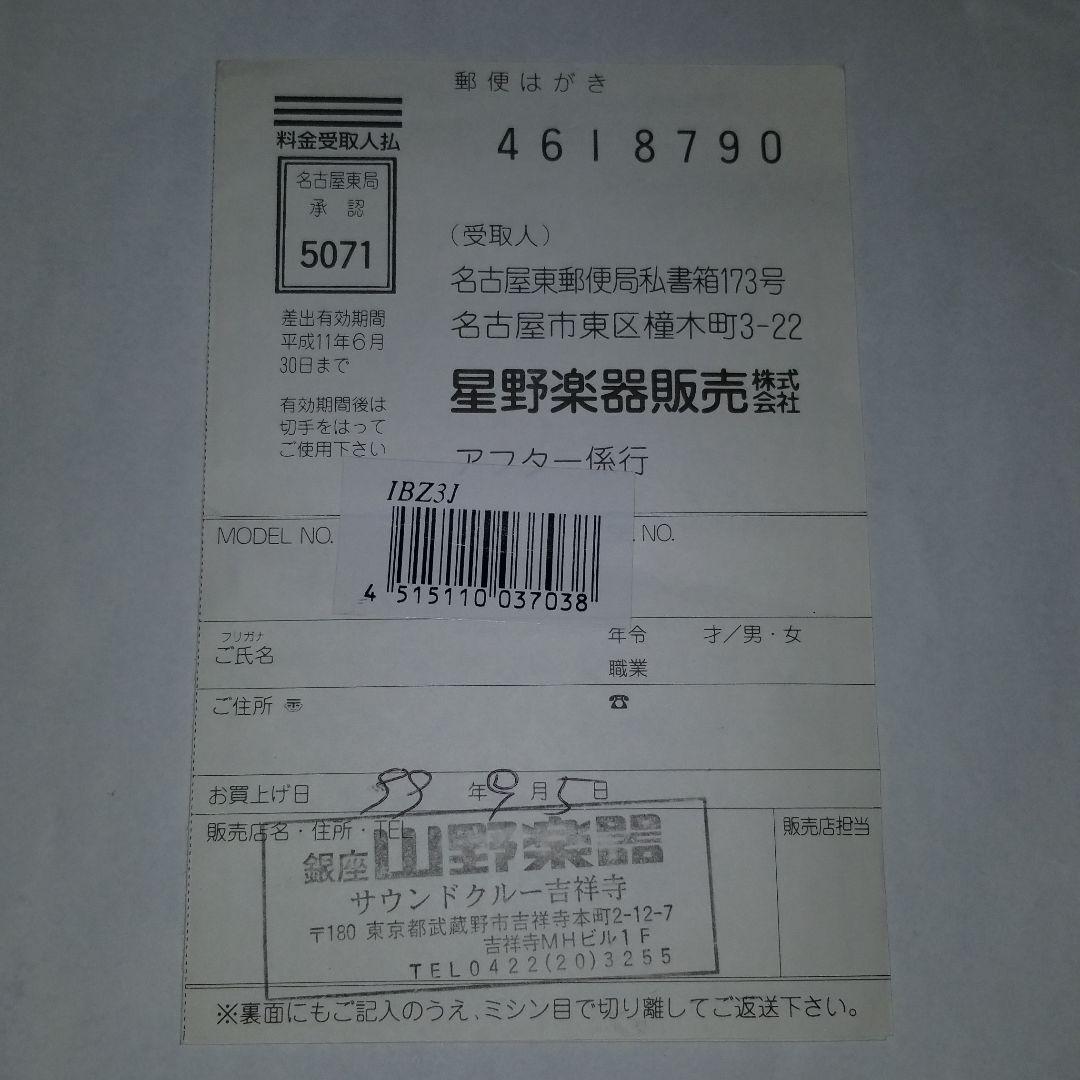 郵便はがき
料金受取人払
名古屋東局
承 認
5071
差出有効期間
平成11年6月
30日まで
有効期間後は
切手をはって
ご使用下さい
4618790
（受取人）
名古屋東郵便局私書箱173号
名古屋市東区橦木町3-22
星野楽器販売株式会社
アフター係行
IBZ3J
4 515110 037038
MODEL NO.
. NO.
フリガナ
ご氏名
年令 才／男・女
職業
ご住所 〠
☎
お買上げ日 99年9月5日
販売店名・住所・TEL
販売店担当
銀座山野楽器
サウンドクルー吉祥寺
〒180 東京都武蔵野市吉祥寺本町2-12-7
吉祥寺MHビル1F
TEL0422(20)3255
※裏面にもご記入のうえ、ミシン目で切り離してご返送下さい。